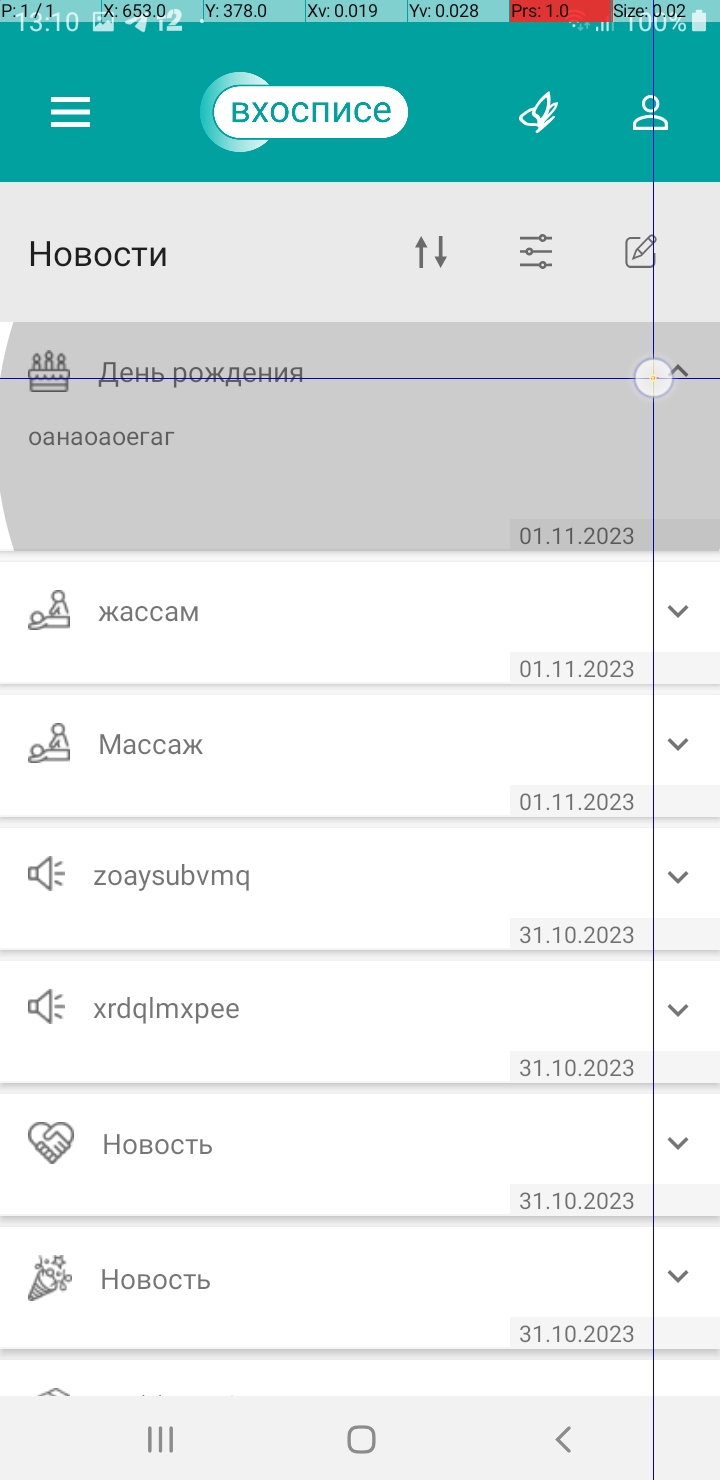 P: 1 / 1 X: 653.0 Y: 378.0 Xv: 0.019 Yv: 0.028 Prs: 1.0 Size: 0.02
13:10 100%
вхосписе
Новости
День рождения
оанаоаоегаг
01.11.2023
жассам
01.11.2023
Массаж
01.11.2023
zoaysubvmq
31.10.2023
xrdqlmxpee
31.10.2023
Новость
31.10.2023
Новость
31.10.2023